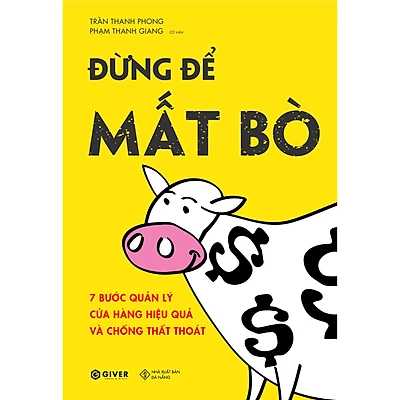 TRẦN THANH PHONG
PHẠM THANH GIANG CỐ VẤN
ĐỪNG ĐỂ
MẤT BÒ
7 BƯỚC QUẢN LÝ
CỬA HÀNG HIỆU QUẢ
VÀ CHỐNG THẤT THOÁT
$
$
$
$
GIVER
NHÀ XUẤT BẢN
ĐÀ NẴNG